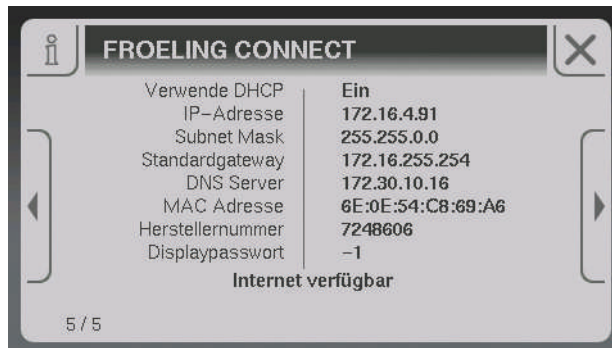 FROELING CONNECT
Verwende DHCP Ein
IP-Adresse 172.16.4.91
Subnet Mask 255.255.0.0
Standardgateway 172.16.255.254
DNS Server 172.30.10.16
MAC Adresse 6E:0E:54:C8:69:A6
Herstellernummer 7248606
Displaypasswort -1
Internet verfügbar
5 / 5